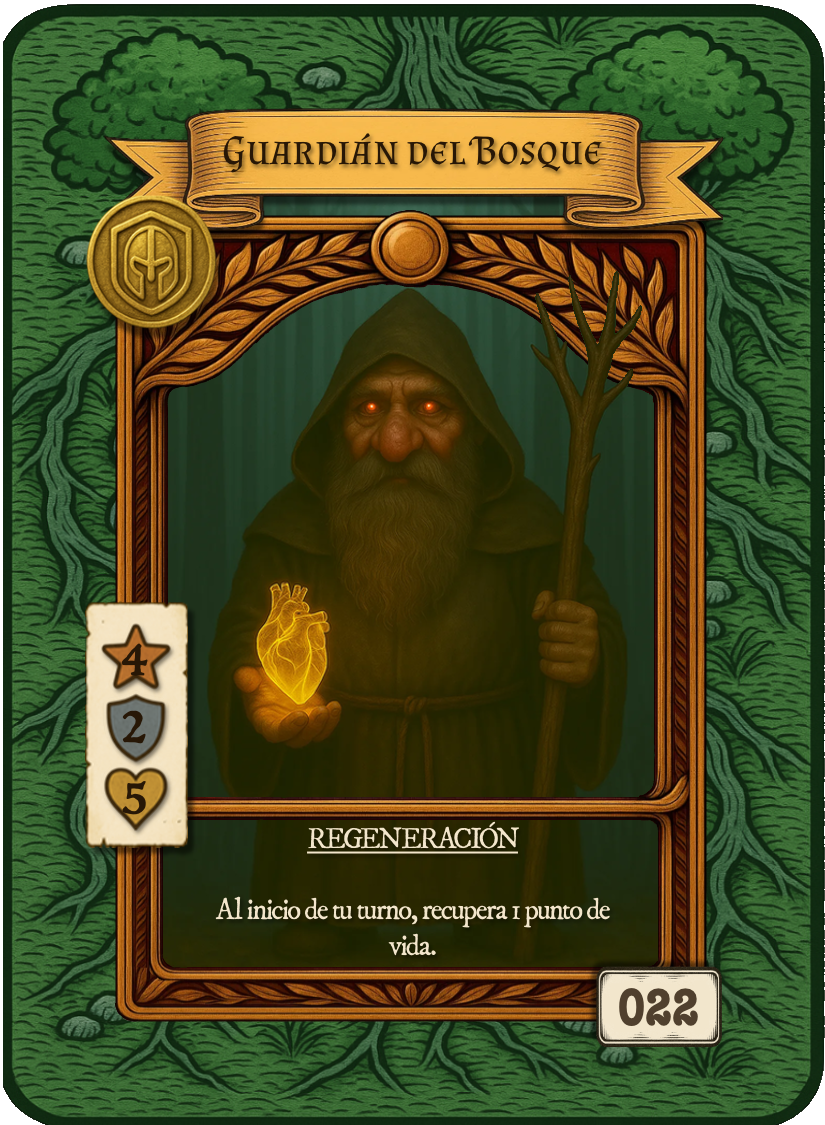 Guardián del Bosque
4
2
5
REGENERACIÓN
Al inicio de tu turno, recupera 1 punto de
vida.
022